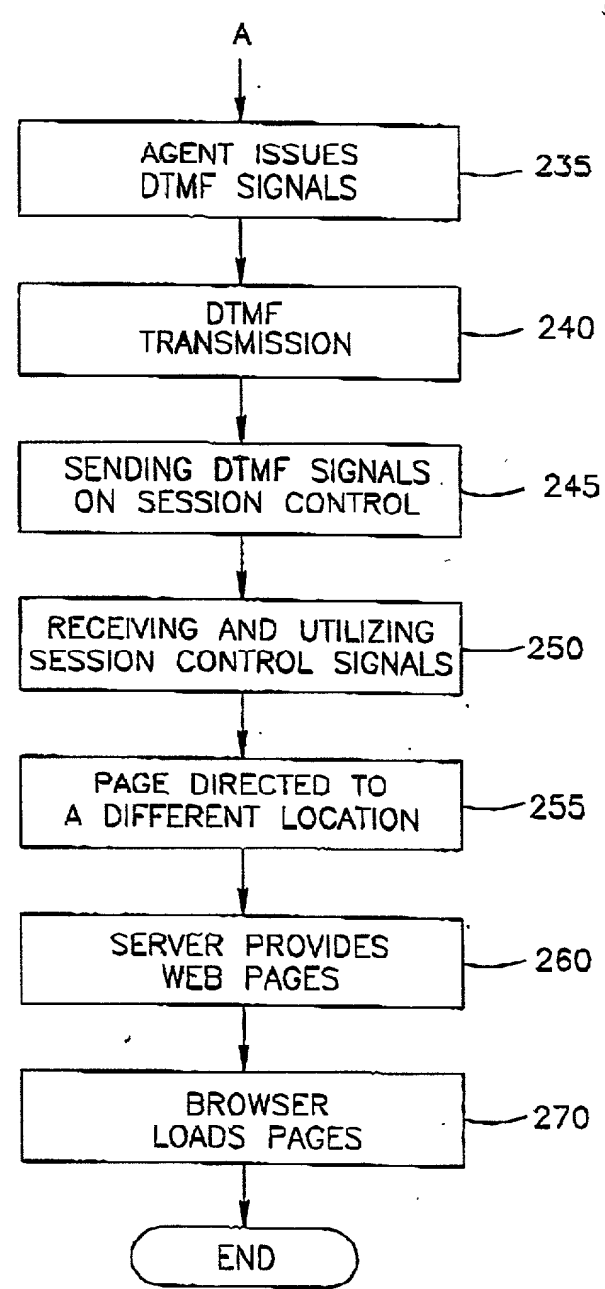 A
AGENT ISSUES
DTMF SIGNALS
235
DTMF
TRANSMISSION
240
SENDING DTMF SIGNALS
ON SESSION CONTROL
245
RECEIVING AND UTILIZING
SESSION CONTROL SIGNALS
250
PAGE DIRECTED TO
A DIFFERENT LOCATION
255
SERVER PROVIDES
WEB PAGES
260
BROWSER
LOADS PAGES
270
END